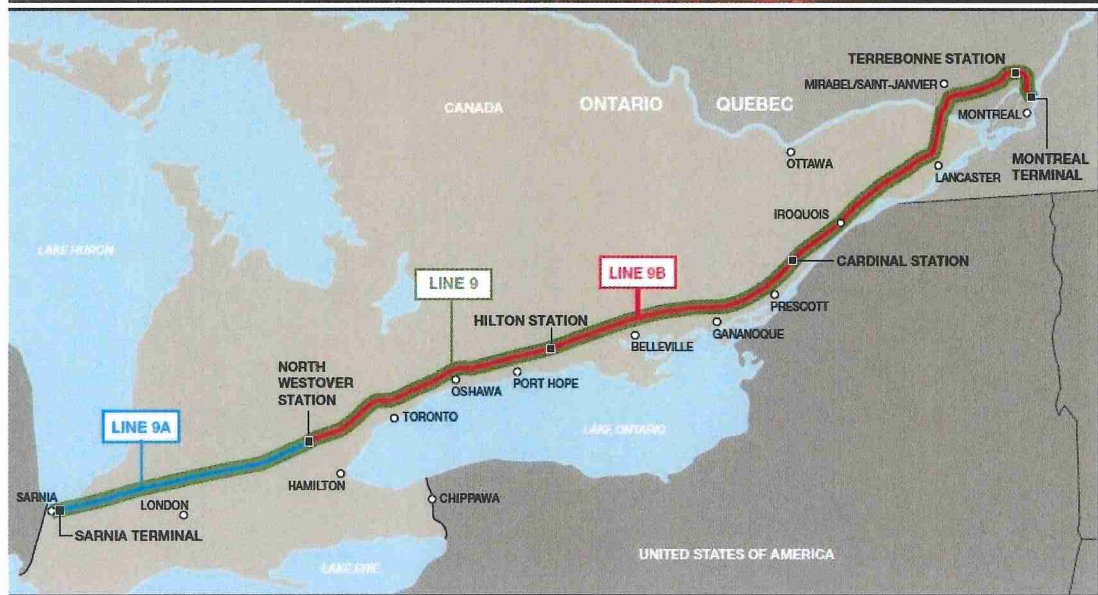 TERREBONNE STATION
MIRABEL/SAINT-JANVIER
CANADA
ONTARIO
QUEBEC
MONTREAL
OTTAWA
MONTREAL
TERMINAL
LANCASTER
IROQUOIS
LAKE HURON
CARDINAL STATION
LINE 9
LINE 9B
PRESCOTT
HILTON STATION
GANANOQUE
BELLEVILLE
NORTH
WESTOVER
STATION
OSHAWA
PORT HOPE
LINE 9A
TORONTO
LAKE ONTARIO
HAMILTON
SARNIA
LONDON
CHIPPAWA
SARNIA TERMINAL
UNITED STATES OF AMERICA
LAKE ERIE